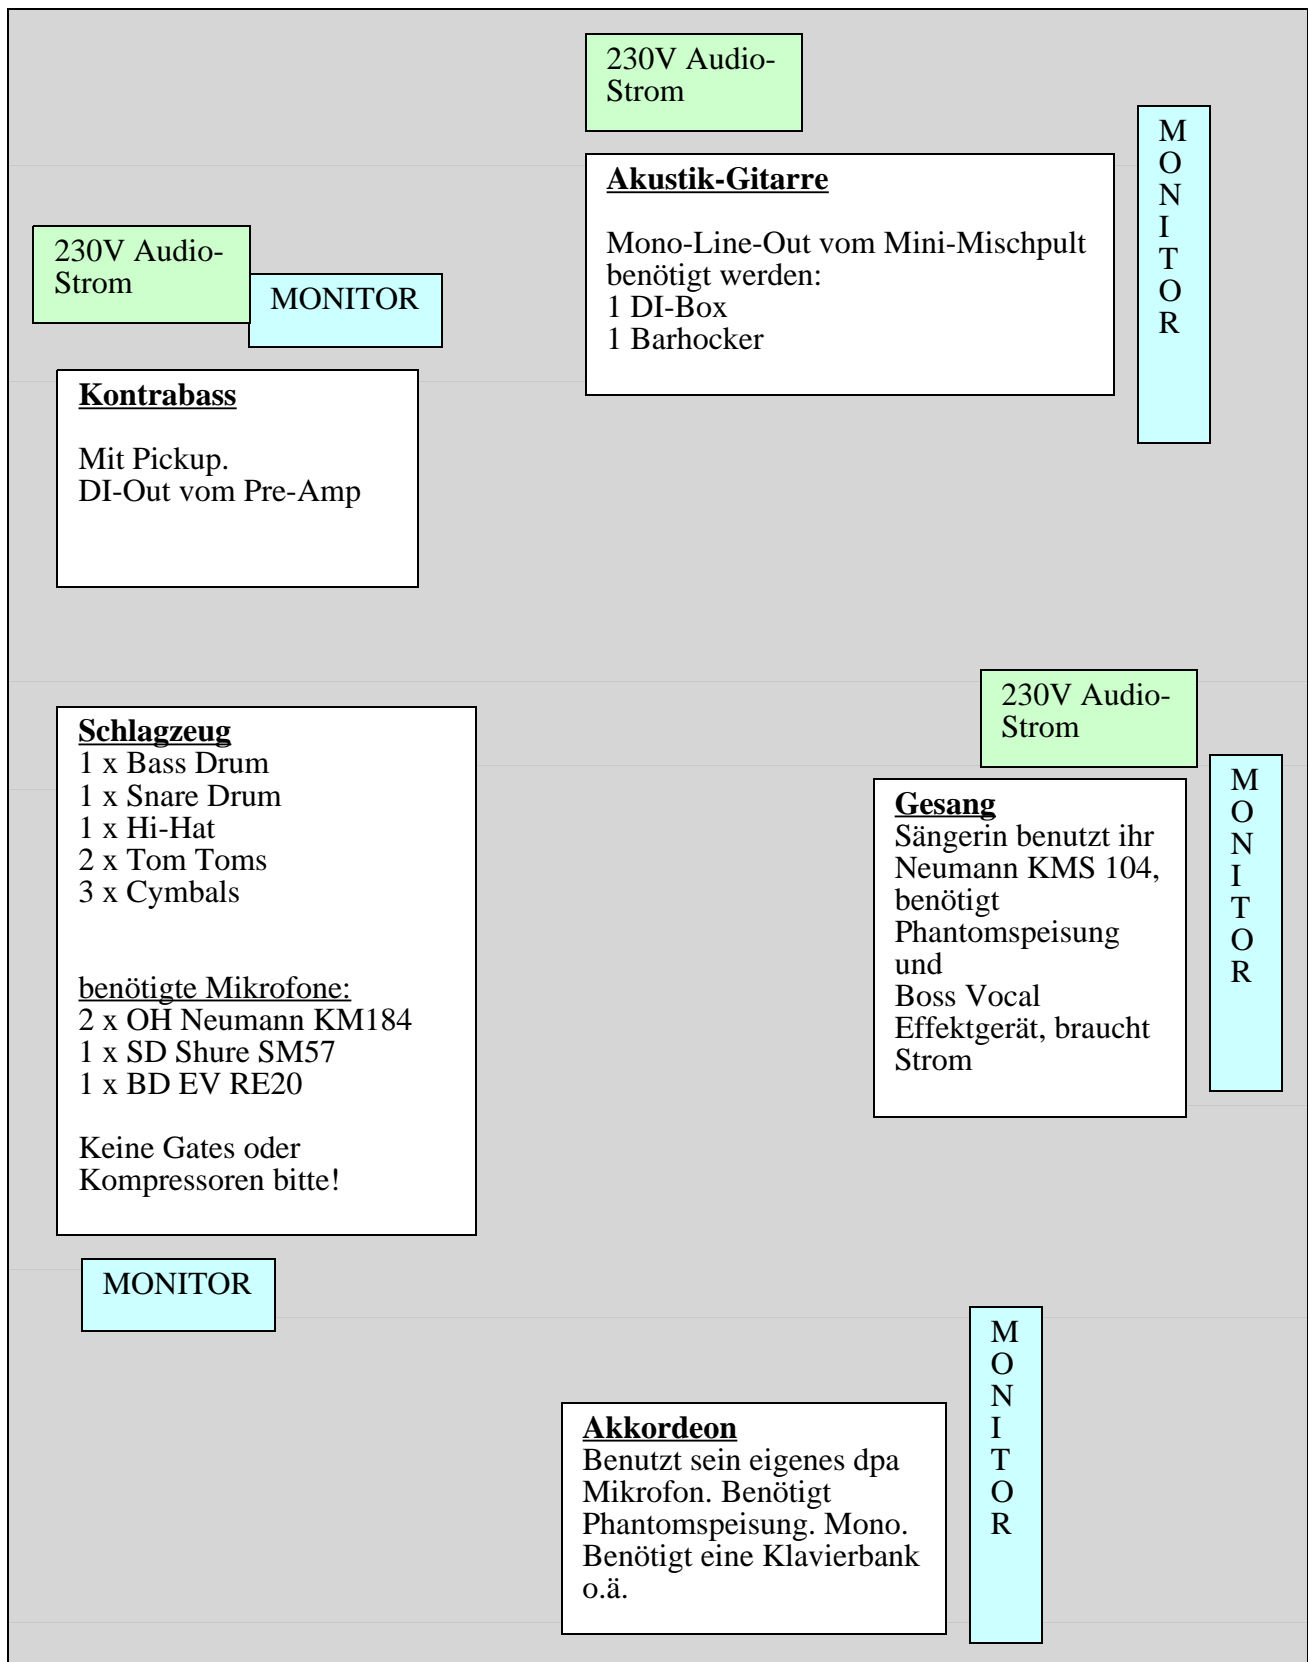 230V Audio-
Strom
M
O
N
I
T
O
R
Akustik-Gitarre
Mono-Line-Out vom Mini-Mischpult
benötigt werden:
1 DI-Box
1 Barhocker
230V Audio-
Strom
MONITOR
Kontrabass
Mit Pickup.
DI-Out vom Pre-Amp
230V Audio-
Strom
Schlagzeug
1 x Bass Drum
1 x Snare Drum
1 x Hi-Hat
2 x Tom Toms
3 x Cymbals
benötigte Mikrofone:
2 x OH Neumann KM184
1 x SD Shure SM57
1 x BD EV RE20
Keine Gates oder
Kompressoren bitte!
M
O
N
I
T
O
R
Gesang
Sängerin benutzt ihr
Neumann KMS 104,
benötigt
Phantomspeisung
und
Boss Vocal
Effektgerät, braucht
Strom
MONITOR
M
O
N
I
T
O
R
Akkordeon
Benutzt sein eigenes dpa
Mikrofon. Benötigt
Phantomspeisung. Mono.
Benötigt eine Klavierbank
o.ä.